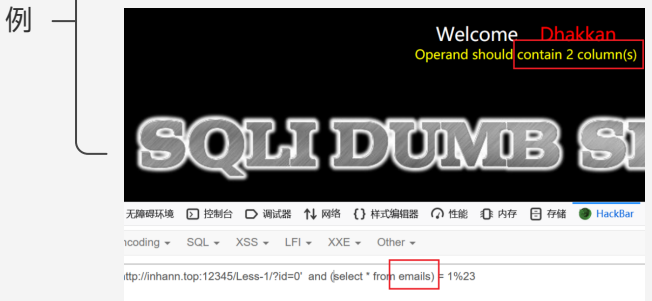 例
Welcome Dhakkan
Operand should contain 2 column(s)
SQLI DUMB
无障碍环境 控制台 调试器 网络 样式编辑器 性能 内存 存储 HackBar
ncoding SQL XSS LFI XXE Other
http://inhann.top:12345/Less-1/?id=0' and (select * from emails) = 1%23